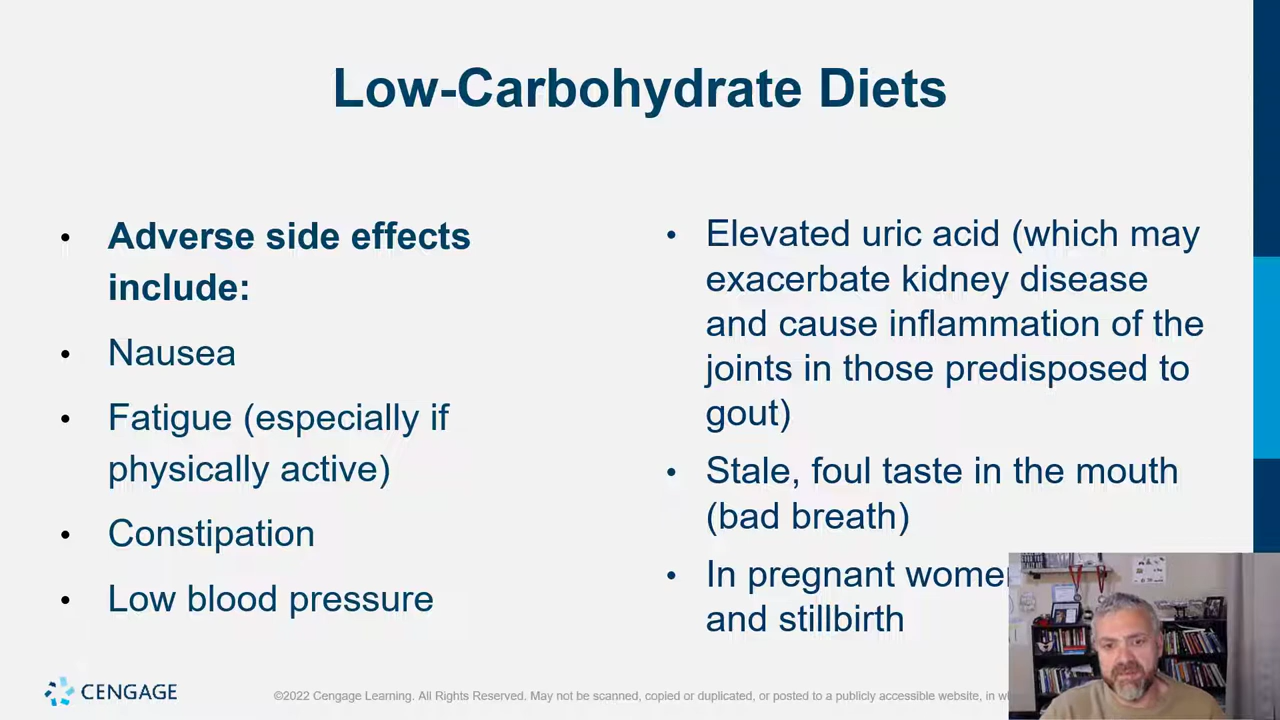 Low-Carbohydrate Diets
• Adverse side effects
include:
• Nausea
• Fatigue (especially if
physically active)
• Constipation
• Low blood pressure
• Elevated uric acid (which may
exacerbate kidney disease
and cause inflammation of the
joints in those predisposed to
gout)
• Stale, foul taste in the mouth
(bad breath)
• In pregnant
and stillbirth
CENGAGE
©2022 Cengage Learning. All Rights Reserved. May not be scanned, copied or duplicated, or posted to a publicly accessible website, in